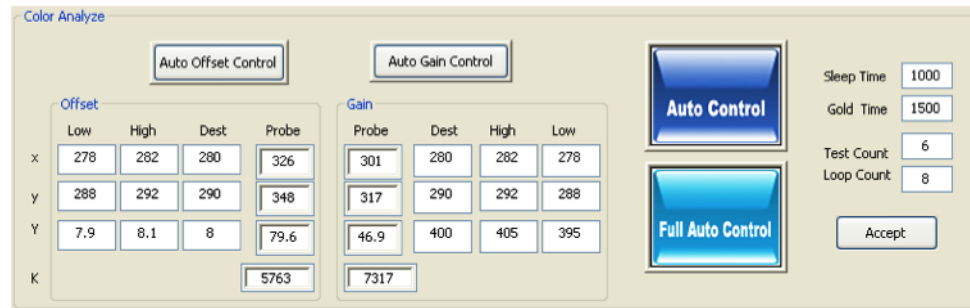 Color Analyze
Auto Offset Control Auto Gain Control
Auto Control
Sleep Time 1000
Gold Time 1500
Offset Gain
Low High Dest Probe Probe Dest High Low
x 278 282 280 326 301 280 282 278
Test Count 6
Loop Count 8
y 288 292 290 348 317 290 292 288
Y 7.9 8.1 8 79.6 46.9 400 405 395
Full Auto Control
Accept
K 5763 7317